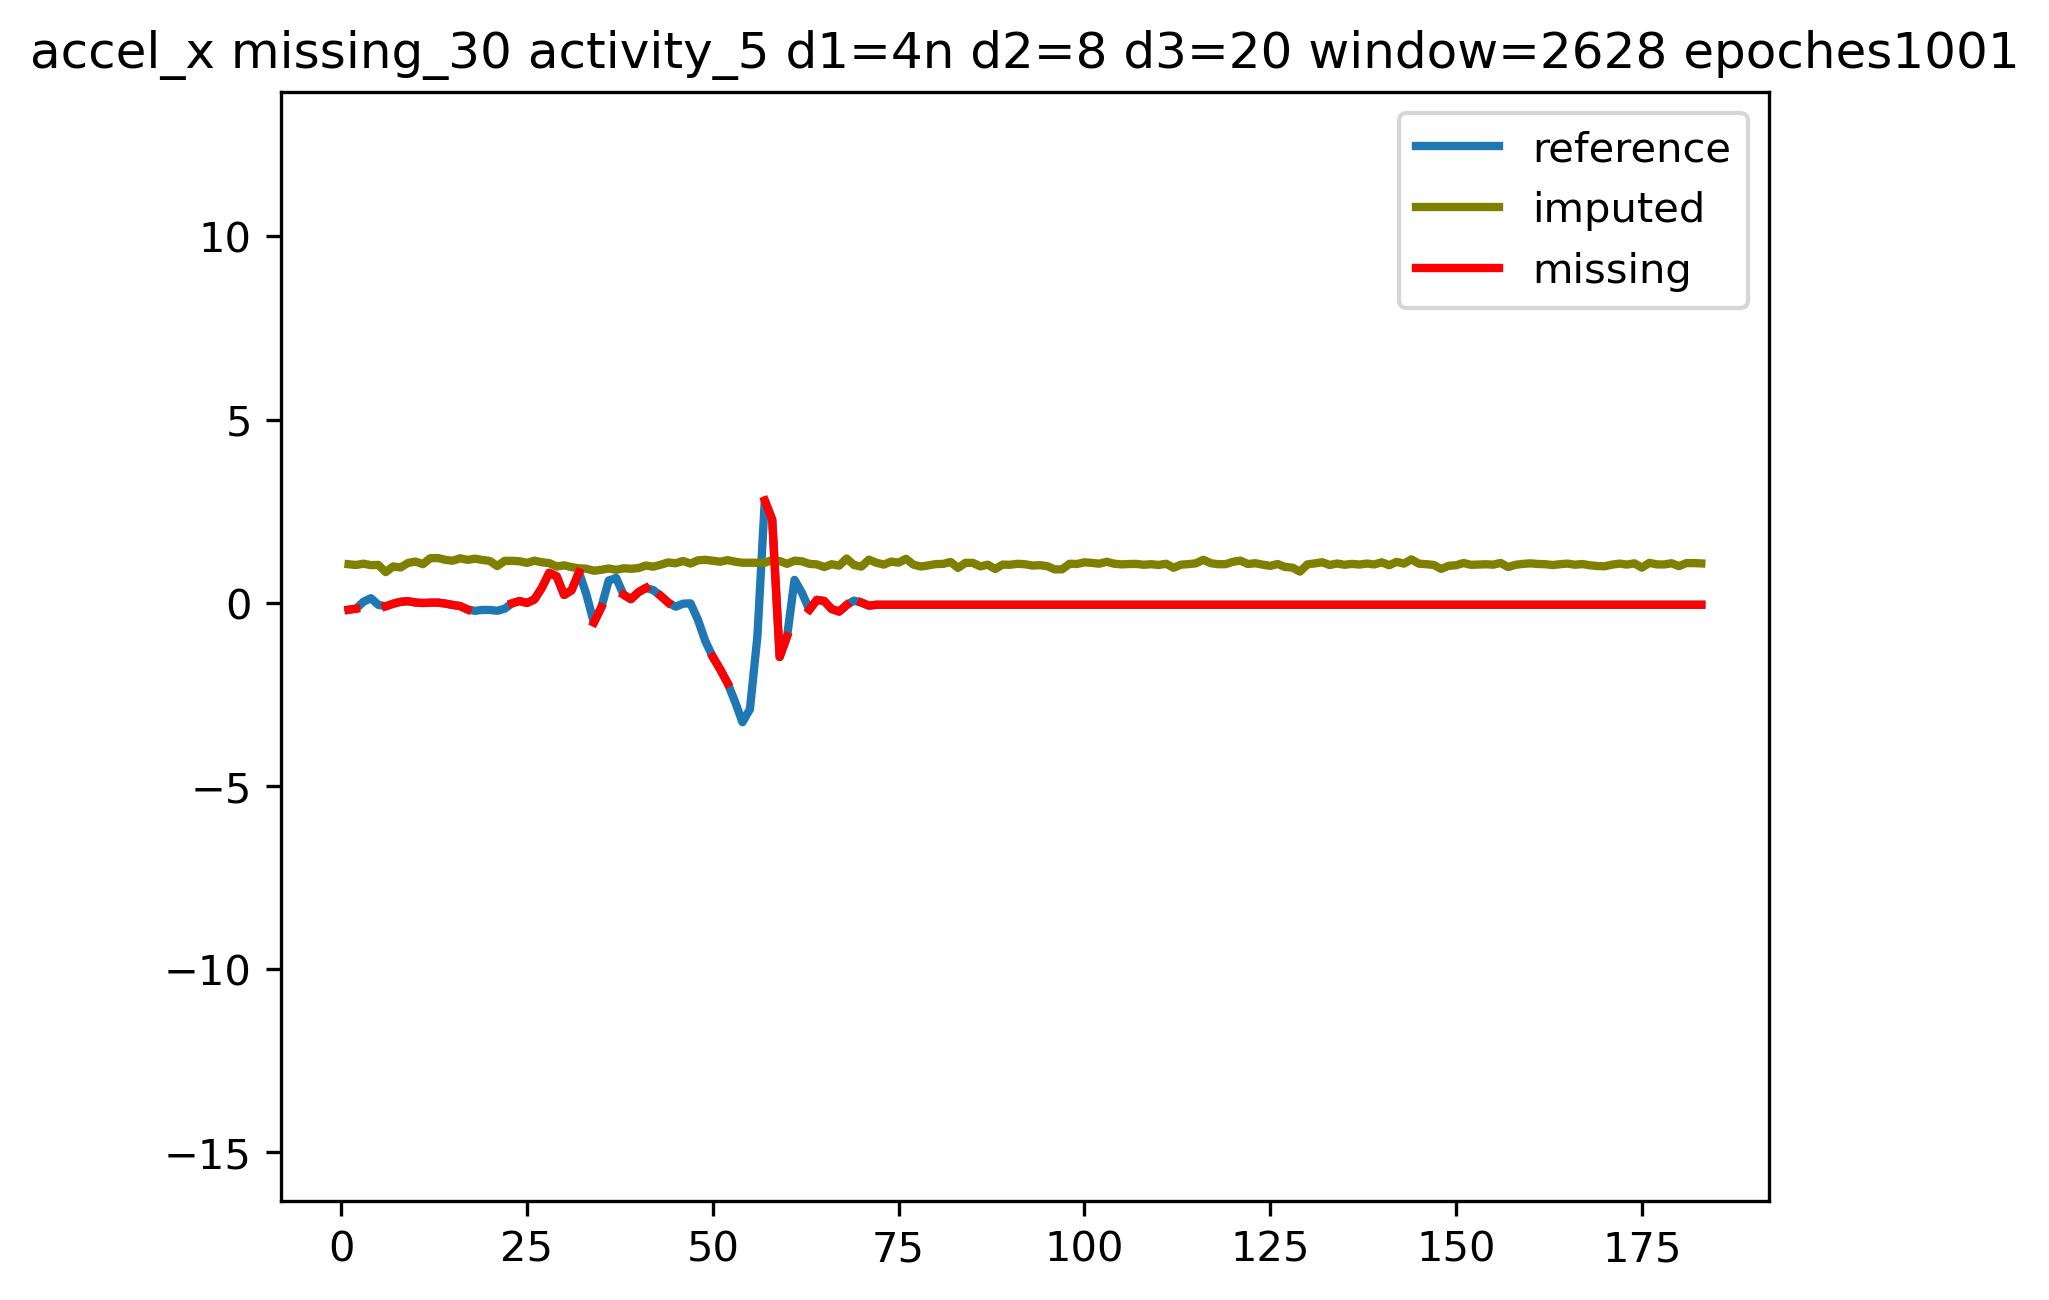 accel_x missing_30 activity_5 d1=4n d2=8 d3=20 window=2628 epoches1001
reference
imputed
missing
10
5
0
−5
−10
−15
0 25 50 75 100 125 150 175